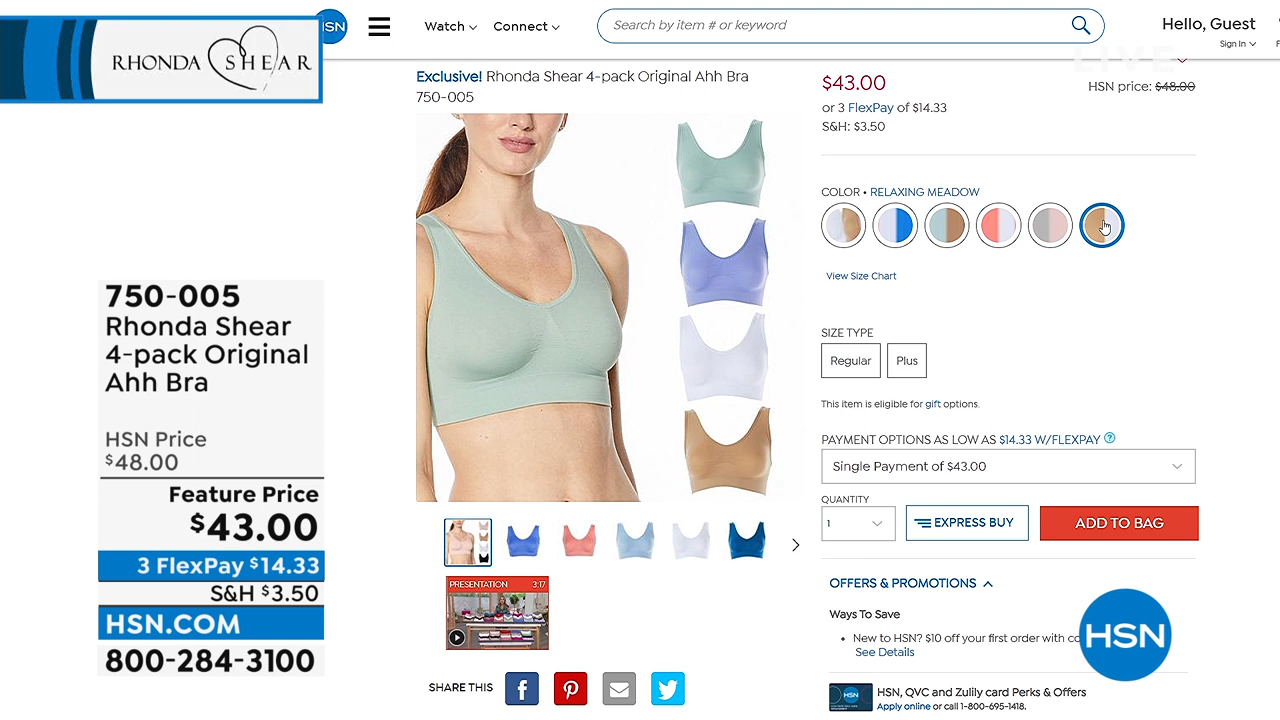 RHONDA SHEAR
HSN
Watch
Connect
Search by item # or keyword
Hello, Guest
Sign In
LIVE
Exclusive! Rhonda Shear 4-pack Original Ahh Bra
750-005
$43.00
HSN price: $48.00
or 3 FlexPay of $14.33
S&H: $3.50
COLOR • RELAXING MEADOW
View Size Chart
SIZE TYPE
Regular
Plus
This item is eligible for gift options.
PAYMENT OPTIONS AS LOW AS $14.33 W/FLEXPAY ?
Single Payment of $43.00
QUANTITY
1
EXPRESS BUY
ADD TO BAG
OFFERS & PROMOTIONS
Ways To Save
• New to HSN? $10 off your first order with co
See Details
HSN
HSN
HSN, QVC and Zulily card Perks & Offers
Apply online or call 1-800-695-1418.
PRESENTATION 3:17
SHARE THIS
750-005
Rhonda Shear
4-pack Original
Ahh Bra
HSN Price
$48.00
Feature Price
$43.00
3 FlexPay $14.33
S&H $3.50
HSN.COM
800-284-3100